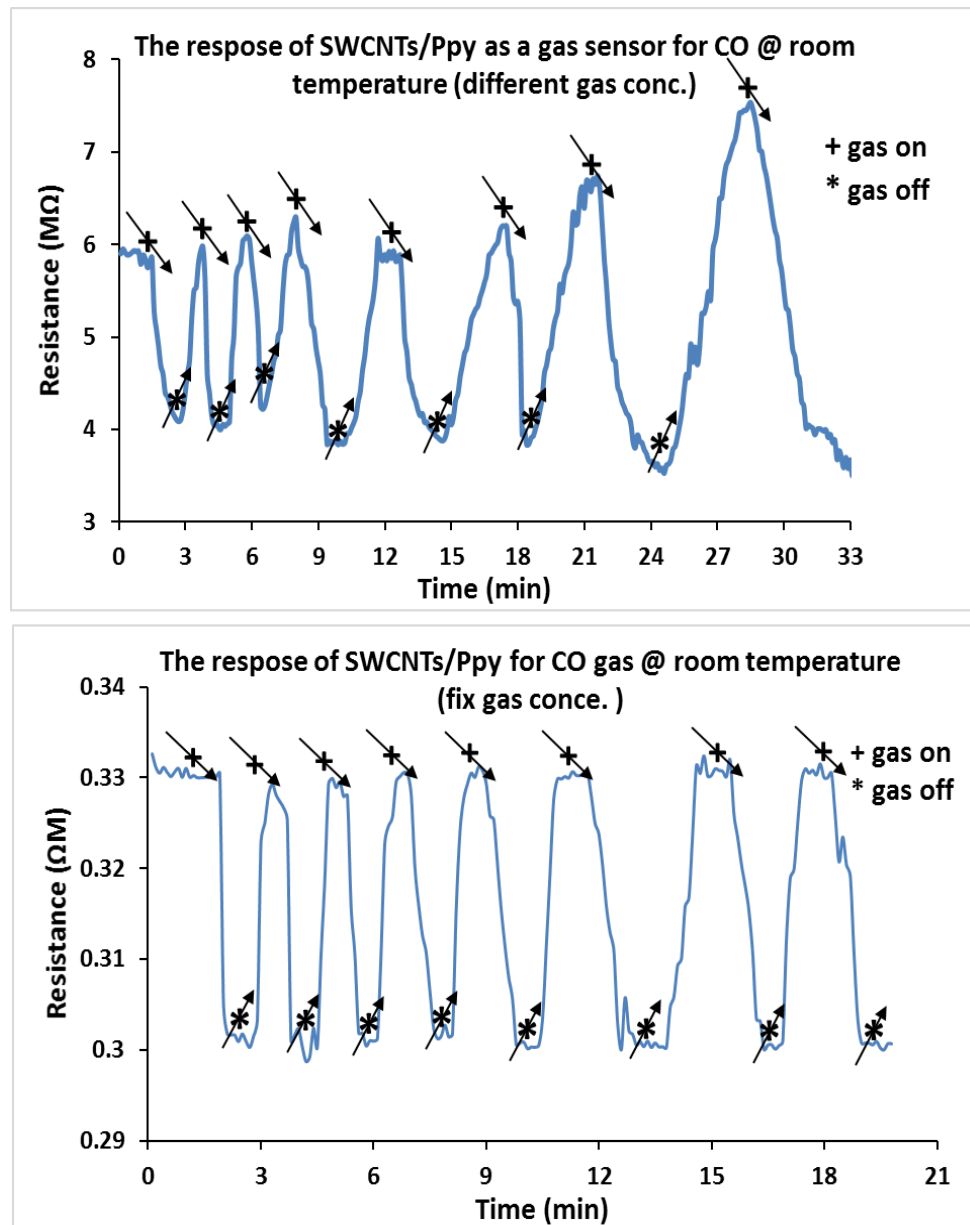 The respose of SWCNTs/Ppy as a gas sensor for CO @ room
temperature (different gas conc.)
8
7
6
5
4
3
Resistance (MΩ)
+ gas on
* gas off
0 3 6 9 12 15 18 21 24 27 30 33
Time (min)
The respose of SWCNTs/Ppy for CO gas @ room temperature
(fix gas conce. )
0.34
0.33
0.32
0.31
0.3
0.29
Resistance (ΩM)
+ gas on
* gas off
0 3 6 9 12 15 18 21
Time (min)